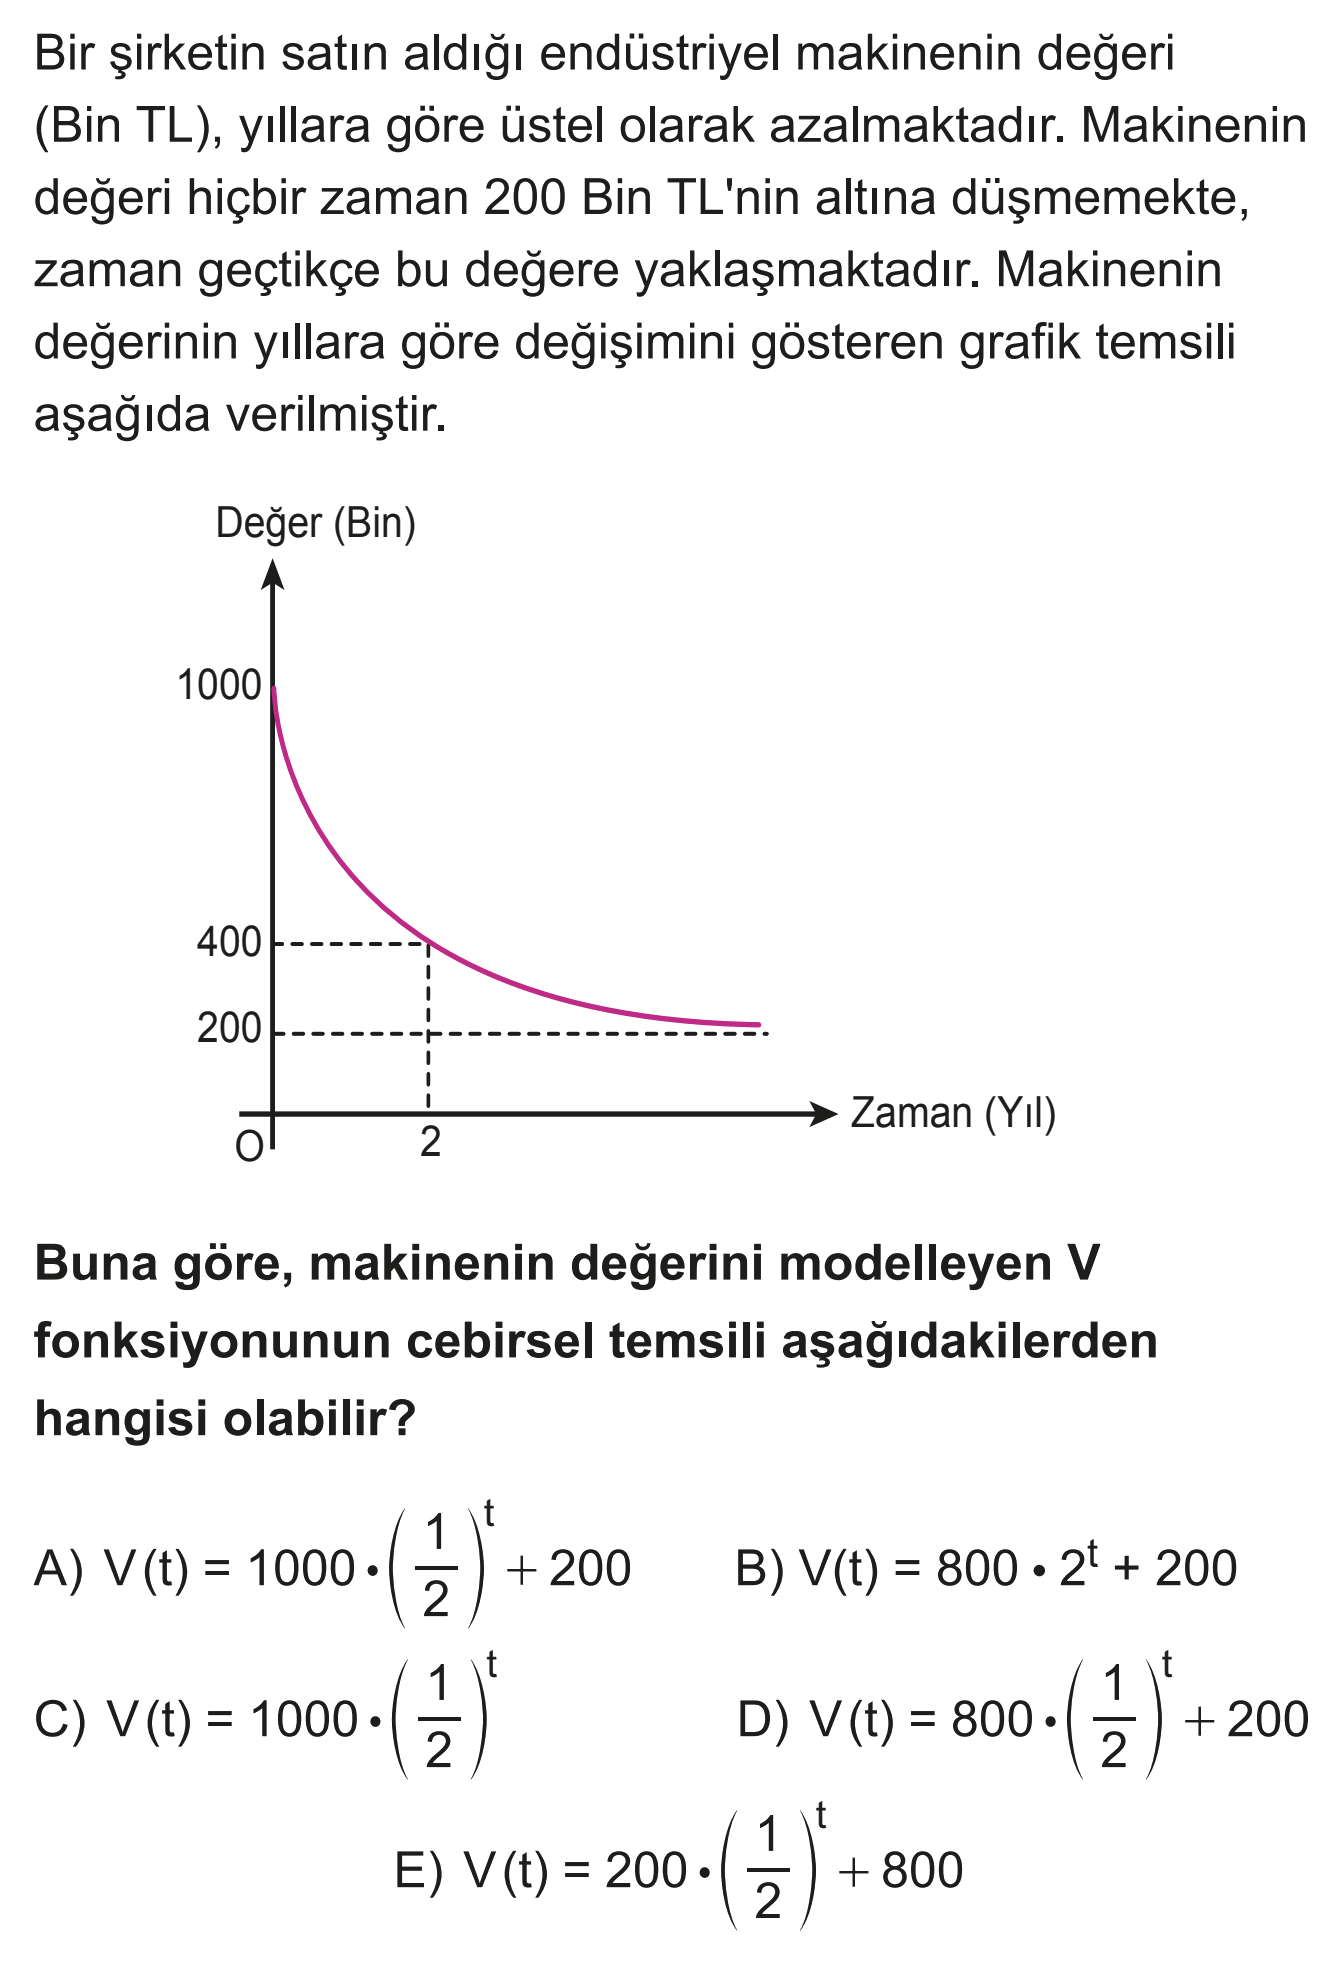 Bir şirketin satın aldığı endüstriyel makinenin değeri
(Bin TL), yıllara göre üstel olarak azalmaktadır. Makinenin
değeri hiçbir zaman 200 Bin TL'nin altına düşmemekte,
zaman geçtikçe bu değere yaklaşmaktadır. Makinenin
değerinin yıllara göre değişimini gösteren grafik temsili
aşağıda verilmiştir.
Değer (Bin)
1000
400
200
O
2
Zaman (Yıl)
Buna göre, makinenin değerini modelleyen V
fonksiyonunun cebirsel temsili aşağıdakilerden
hangisi olabilir?
A) V(t) = 1000 • (1/2)^t + 200
B) V(t) = 800 • 2^t + 200
C) V(t) = 1000 • (1/2)^t
D) V(t) = 800 • (1/2)^t + 200
E) V(t) = 200 • (1/2)^t + 800